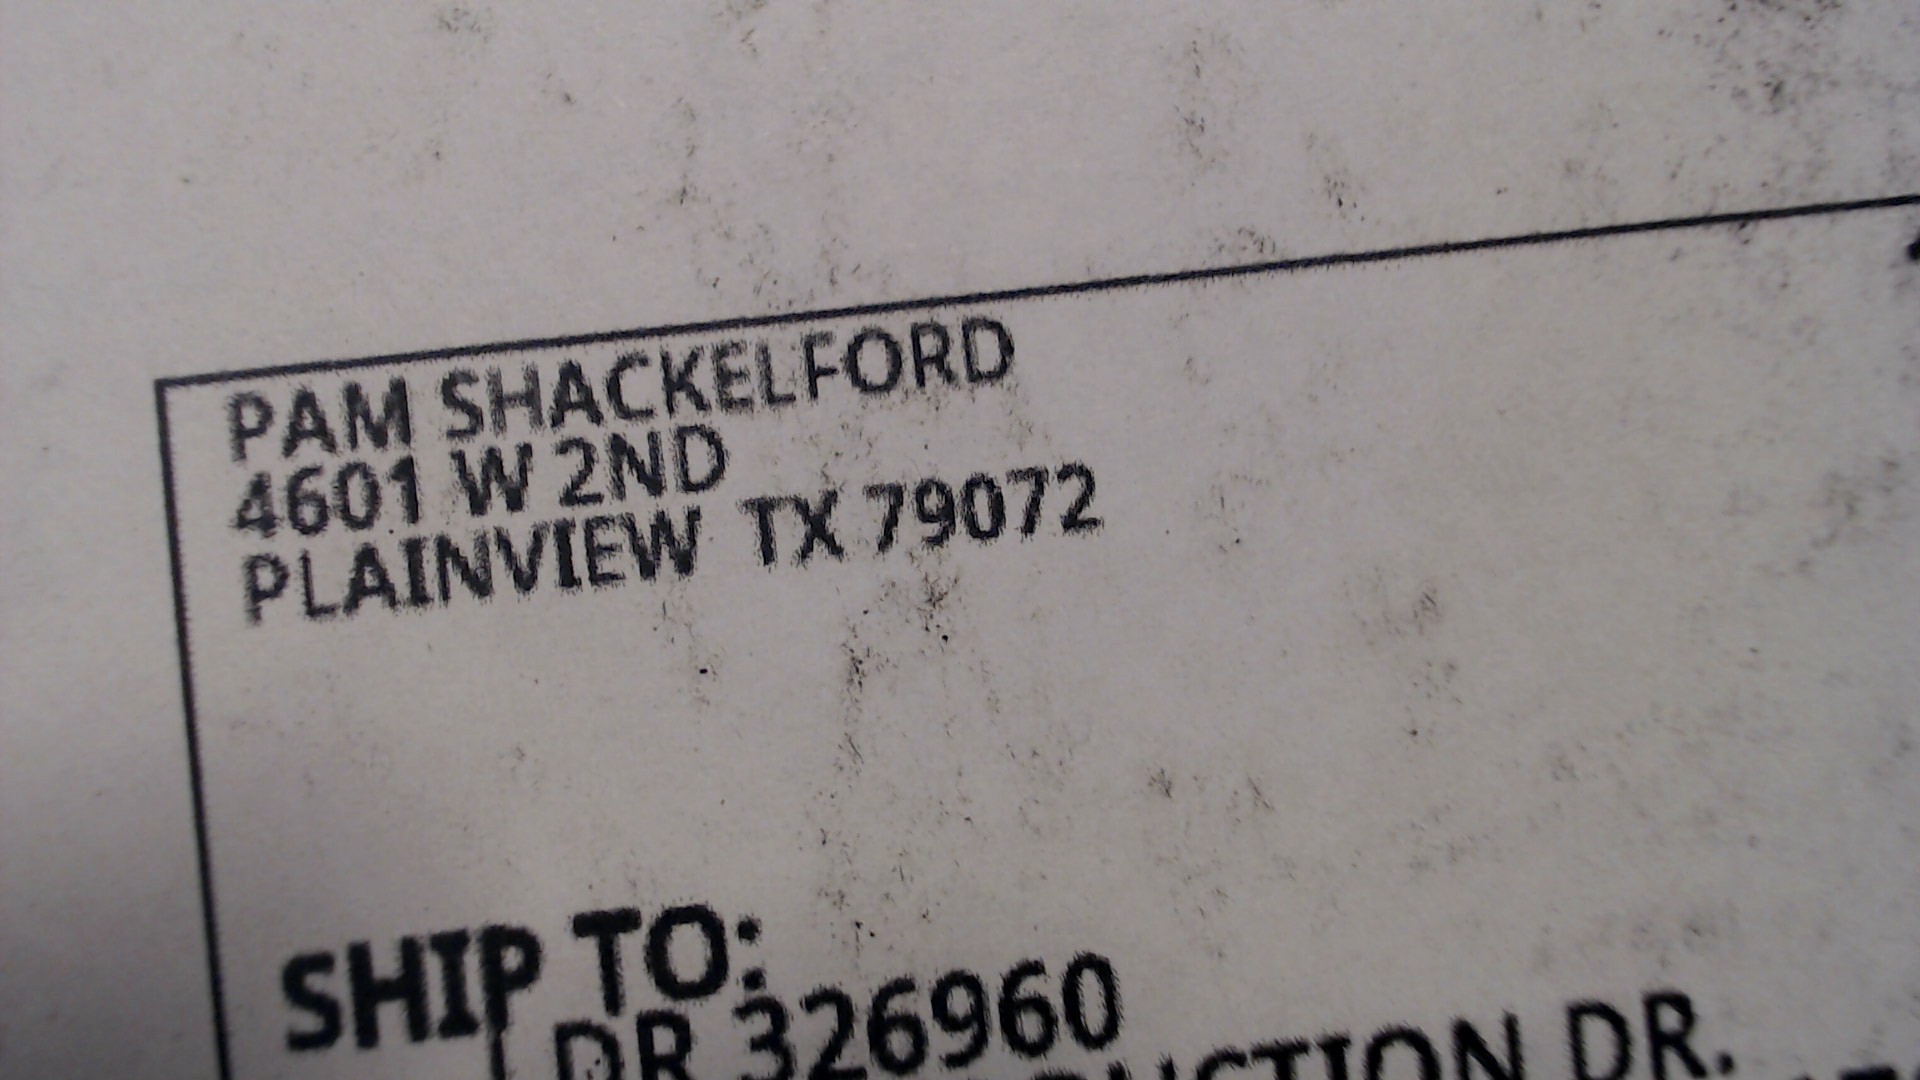 PAM SHACKELFORD
4601 W 2ND
PLAINVIEW TX 79072
SHIP TO:
DR 326960
DR.